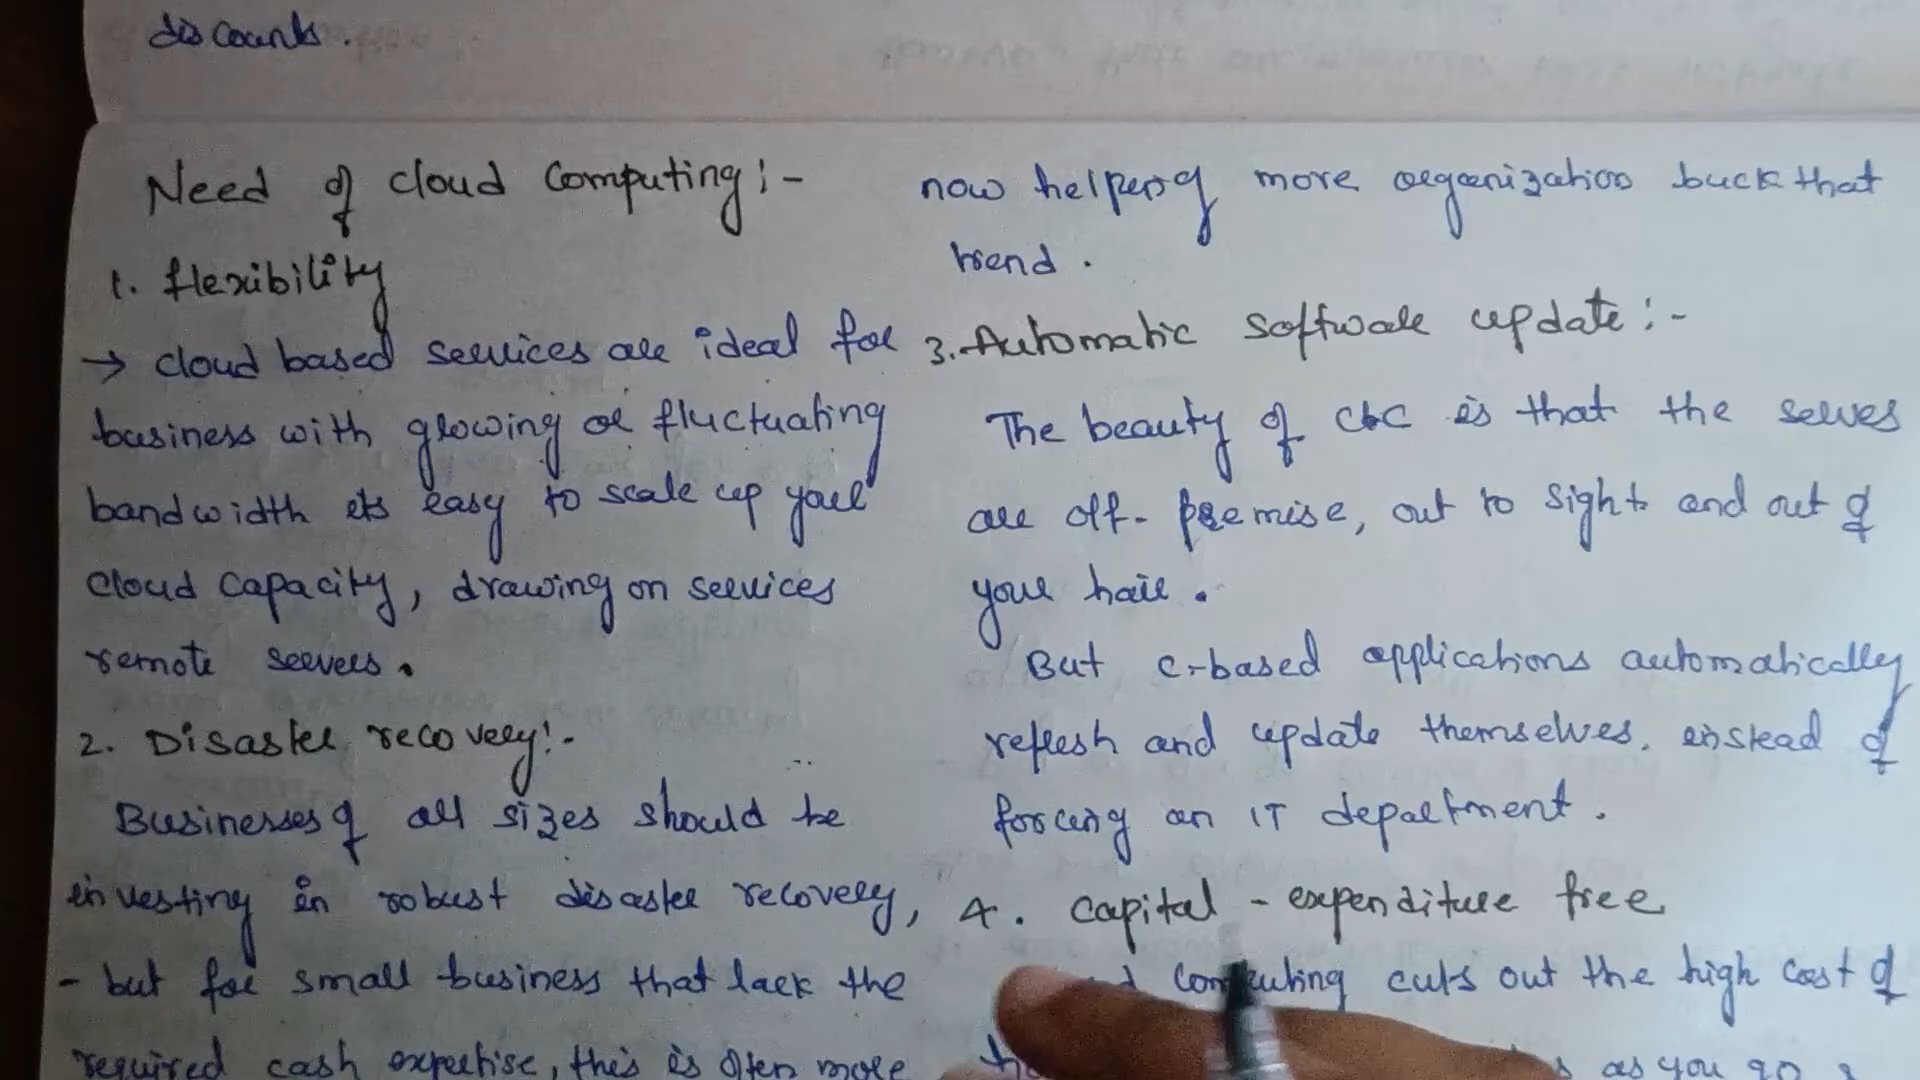 discounts.
Need of cloud computing:-
1. flexibility
→ cloud based services are ideal for
business with growing or fluctuating
bandwidth its easy to scale up your
cloud capacity, drawing on services
remote servers.
2. Disaster recovery:-
Businesses of all sizes should be
investing in robust disaster recovery,
- but for small business that lack the
required cash expertise, this is often more
now helping more organization buck that
trend.
3. Automatic software update:-
The beauty of is that the serves
are off-premise, out to sight and out of
your hair.
But c-based applications automatically
refresh and update themselves, instead of
forcing an IT department.
4. capital - expenditure free
computing cuts out the high cost of
as you go